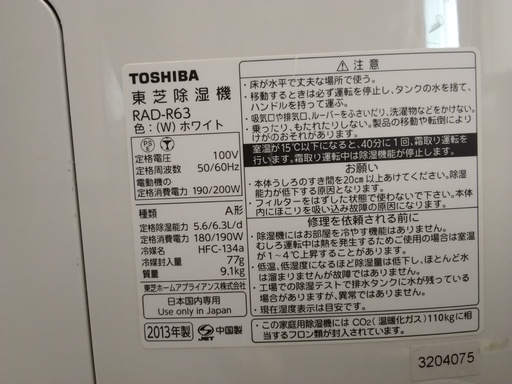 TOSHIBA
東芝除湿機
RAD-R63
色：(W) ホワイト
PS
E
定格電圧 100V
定格周波数 50/60Hz
電動機の
定格消費電力 190/200W
種類 A形
定格除湿能力 5.6/6.3L/d
定格消費電力 180/190W
冷媒名 HFC-134a
冷媒封入量 77g
質量 9.1kg
東芝ホームアプライアンス株式会社
日本国内専用
Use only in Japan
2013年製 JET 中国製
⚠注意
・床が水平で丈夫な場所で使う。
・移動するときは必ず運転を停止し、タンクの水を捨て、
ハンドルを持って運ぶ。
・吸気口や排気口、ルーバーをふさいだり、洗濯物などをかけない。
・乗ったり、もたれたりしない。製品の移動や転倒により
けがのおそれあり。
室温が15℃以下になると、40分に1回、霜取り運転を
行います。霜取り運転中は除湿機能が停止します。
お願い
・本体うしろのすき間を20cm以上あけてください。除湿
能力が低下する原因となります。
・フィルターをはずした状態で使わないで下さい。本体
内にほこりを吸い込み故障の原因になります。
修理を依頼される前に
・除湿機にはお部屋を冷やす機能はありません。
むしろ運転中は熱を発生するためご使用の場合は室温
が1～4℃上昇することがあります。
・低温、低湿度になるほど除湿量は低下し、ほとんど水
は溜まりませんが故障ではありません。
・工場での除湿テストで排水タンクに水が残っている
場合がありますが、異常ではありません。
・現在湿度表示は目安です。
・この家庭用除湿機には CO₂（温暖化ガス）110kgに相
当するフロン類が封入されています。
3204075